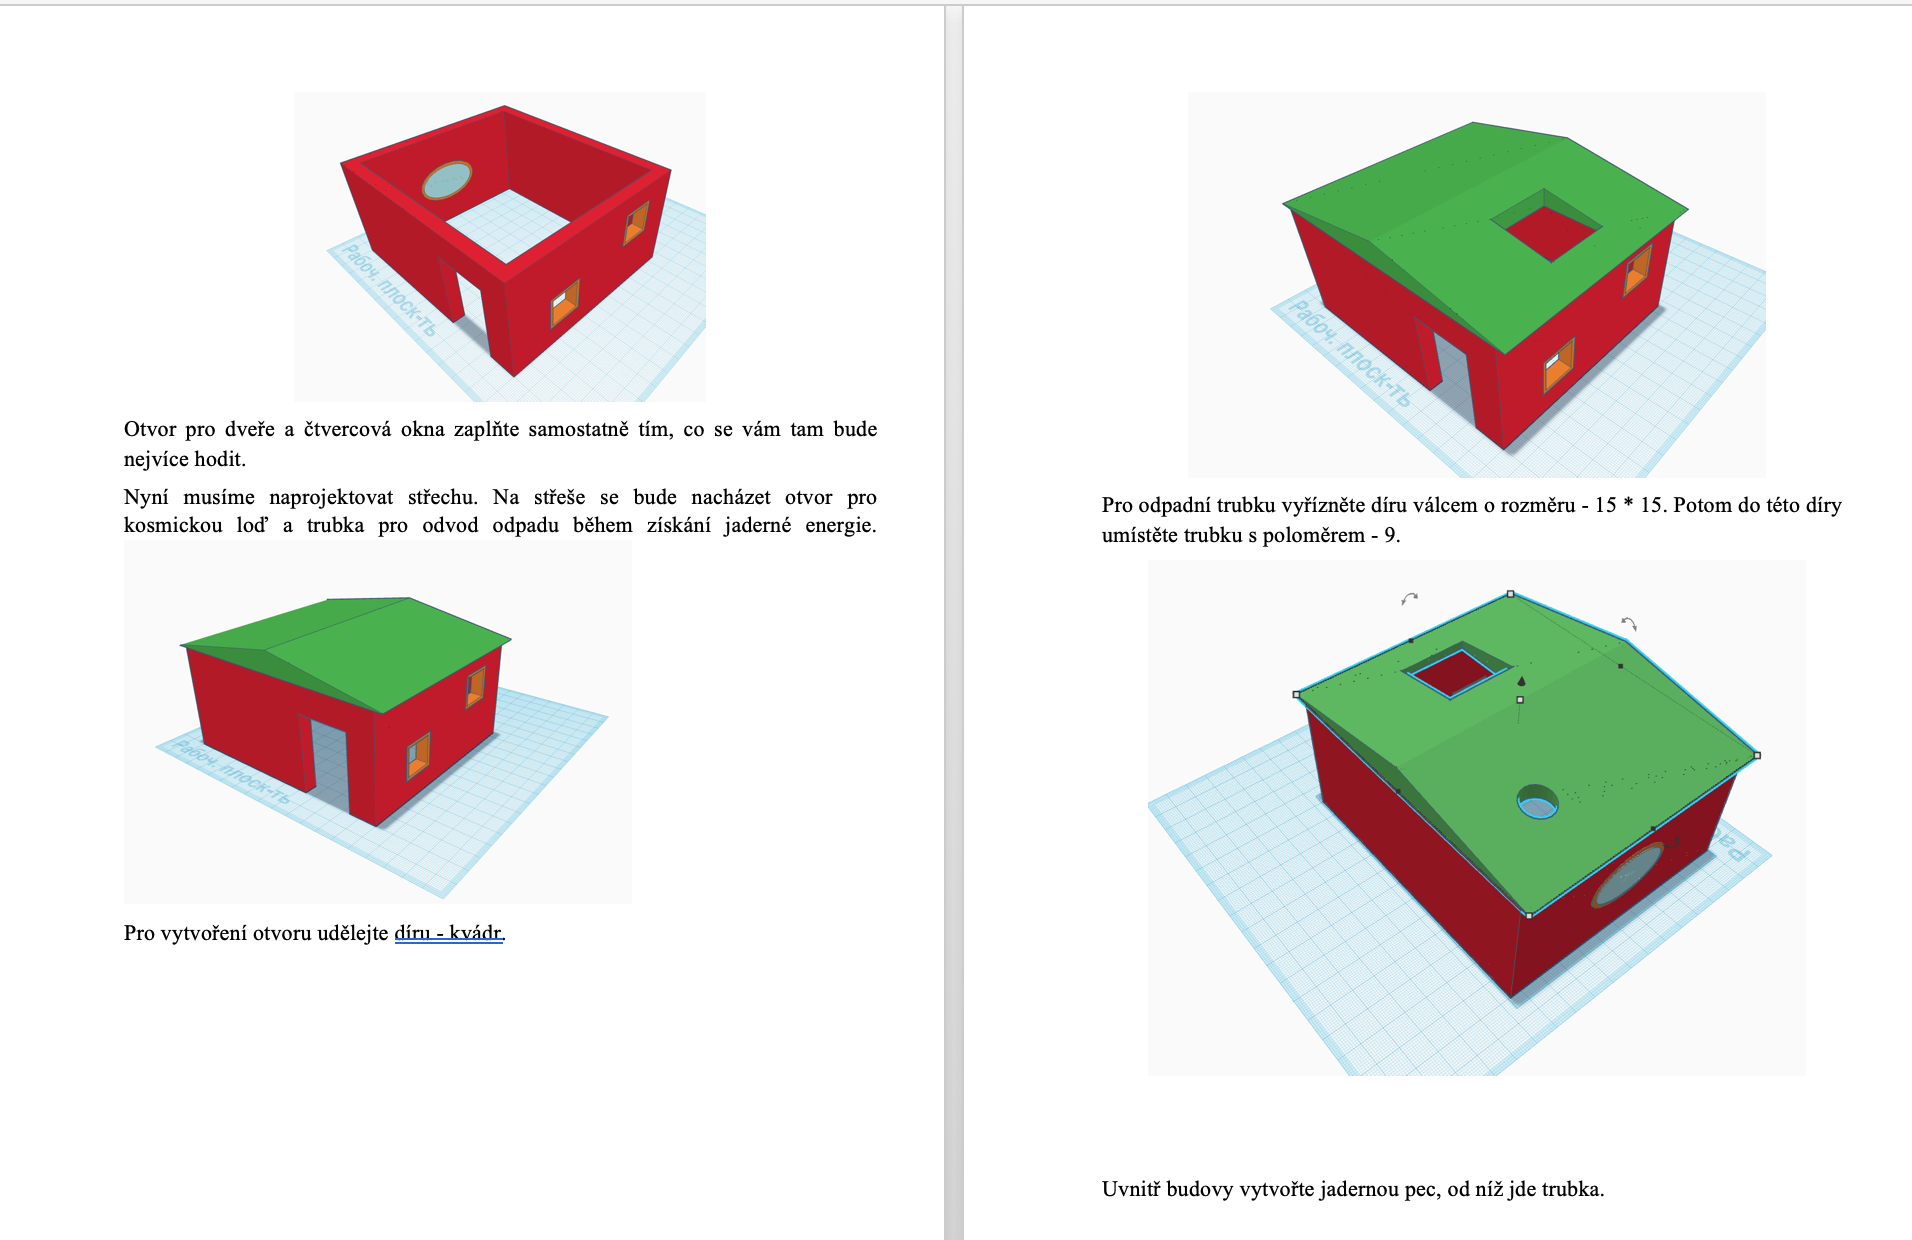 Рабоч. плоск-ть
Otvor pro dveře a čtvercová okna zaplňte samostatně tím, co se vám tam bude
nejvíce hodit.
Nyní musíme naprojektovat střechu. Na střeše se bude nacházet otvor pro
kosmickou loď a trubka pro odvod odpadu během získání jaderné energie.
Рабоч. плоск-ть
Pro vytvoření otvoru udělejte díru - kvádr.
Рабоч. плоск-ть
Pro odpadní trubku vyřízněte díru válcem o rozměru - 15 * 15. Potom do této díry
umístěte trubku s poloměrem - 9.
Раб
Uvnitř budovy vytvořte jadernou pec, od níž jde trubka.